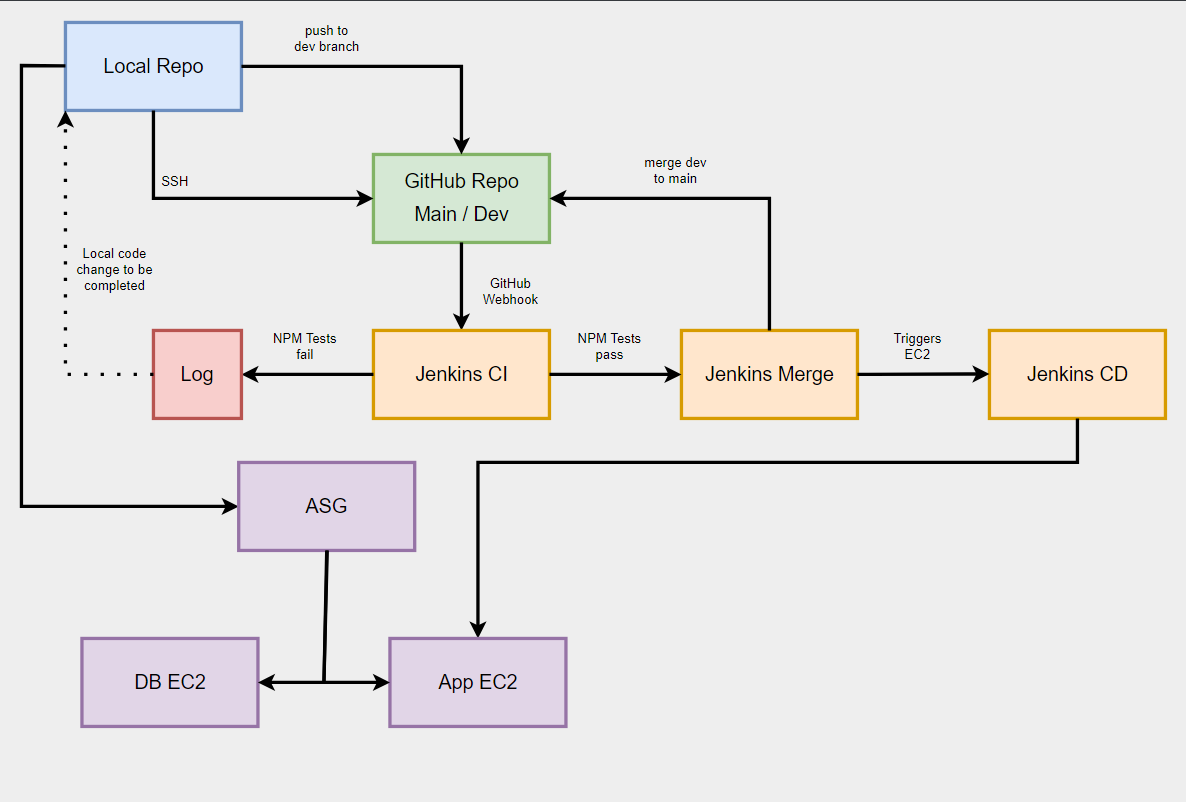 push to
dev branch
Local Repo
SSH
GitHub Repo
Main / Dev
merge dev
to main
Local code
change to be
completed
GitHub
Webhook
NPM Tests
fail
NPM Tests
pass
Triggers
EC2
Log
Jenkins CI
Jenkins Merge
Jenkins CD
ASG
DB EC2
App EC2